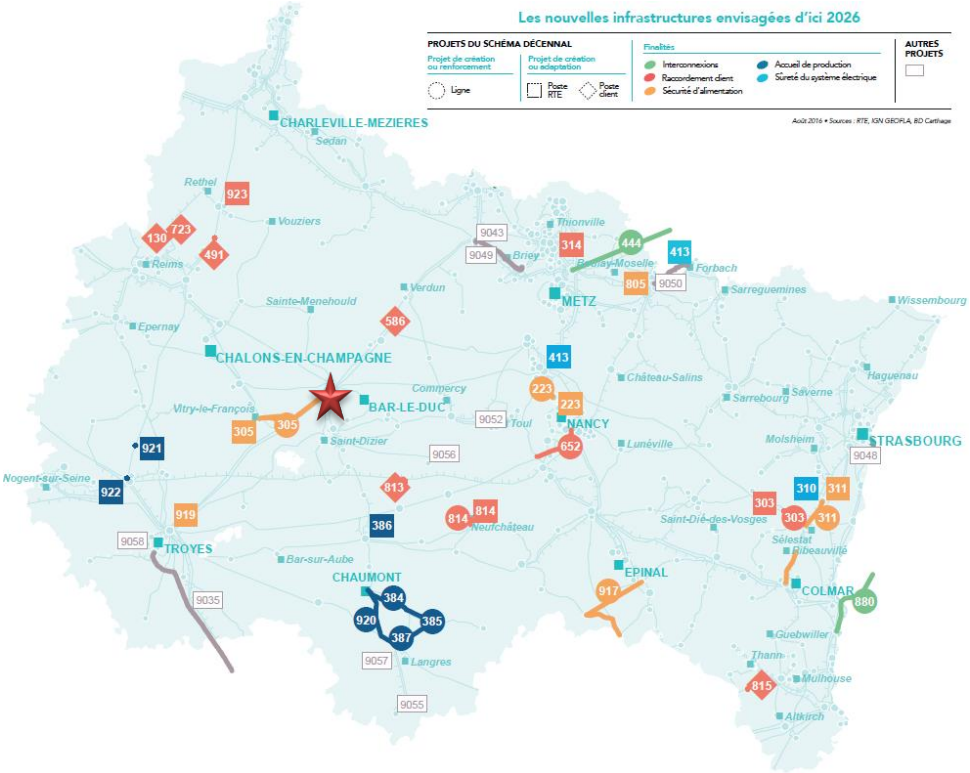 Les nouvelles infrastructures envisagées d'ici 2026
PROJETS DU SCHÉMA DÉCENNAL
Projet de création
ou renforcement
Ligne
Projet de création
ou adaptation
Poste
RTE
Poste
client
Finalités
Interconnexions
Raccordement client
Sécurité d'alimentation
Accueil de production
Sûreté du système électrique
AUTRES
PROJETS
Août 2016 • Sources : RTE, IGN GEOFLA, BD Carthage
CHARLEVILLE-MEZIERES
Sedan
Rethel
923
Vouziers
723
130
491
Reims
9043
9049
Briey
Thionville
314
444
413
Boulay-Moselle
Forbach
805
9050
Sarreguemines
Wissembourg
METZ
Verdun
Sainte-Menehould
586
Epernay
CHALONS-EN-CHAMPAGNE
413
Château-Salins
Haguenau
Saverne
Sarrebourg
Commercy
223
223
BAR-LE-DUC
Vitry-le-François
305
305
9052
Toul
NANCY
Saint-Dizier
652
Lunéville
Molsheim
STRASBOURG
9048
921
9056
Nogent-sur-Seine
922
813
310
311
303
303
311
919
386
814
814
Neufchâteau
Saint-Dié-des-Vosges
Sélestat
Ribeauvillé
9058
TROYES
Bar-sur-Aube
CHAUMONT
EPINAL
917
COLMAR
880
384
920
385
387
9035
9057
Langres
9055
Guebwiller
Thann
815
Mulhouse
Altkirch